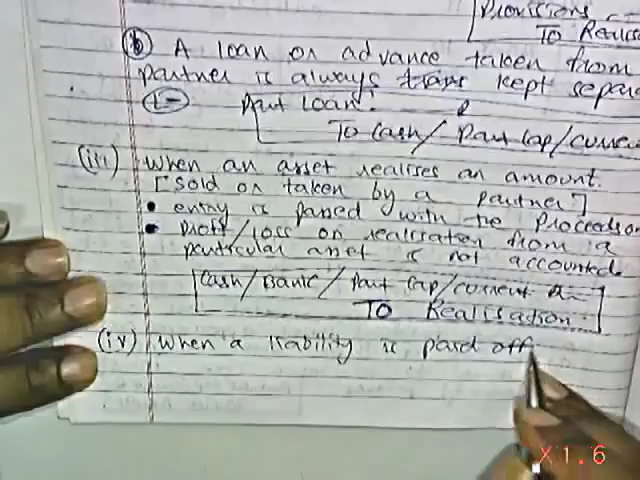 Provisions
To Realis
(b) A loan or advance taken from
partner is always trans kept separ
Part Loan
To Cash/ Part Cap/curre
(iii) When an asset realises an amount.
[Sold or taken by a partner]
• entry is passed with the proceeds
• profit/loss on realisation from a
particular asset is not accounted
Cash/Bank/Part Cap/current a
To Realisation
(iv) When a liability is paid off
X1.6